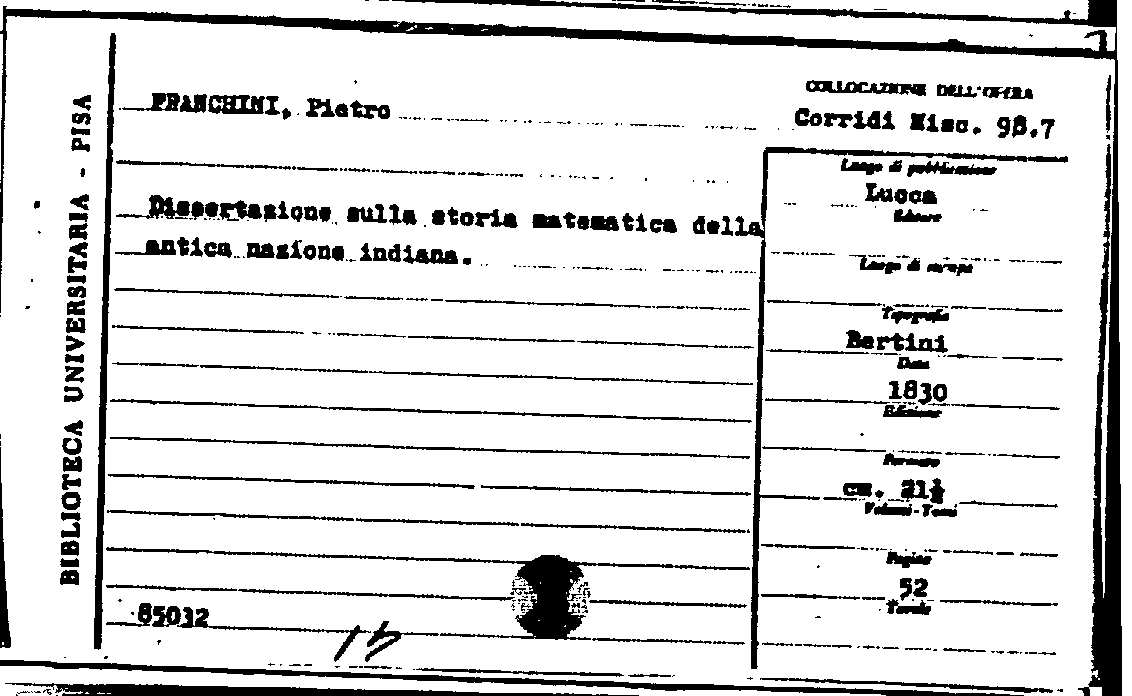 BIBLIOTECA UNIVERSITARIA - PISA
FRANCHINI, Pietro
COLLOCAZIONE DELL'OPERA
Corridi Misc. 98.7
Dissertazione sulla storia matematica della
antica nazione indiana.
Luogo di pubblicazione
Lucca
Editore
Luogo di stampa
Tipografia
Bertini
Data
1830
Edizione
Formato
cm. 21½
Volumi - Tomi
Pagine
52
Tavole
85032